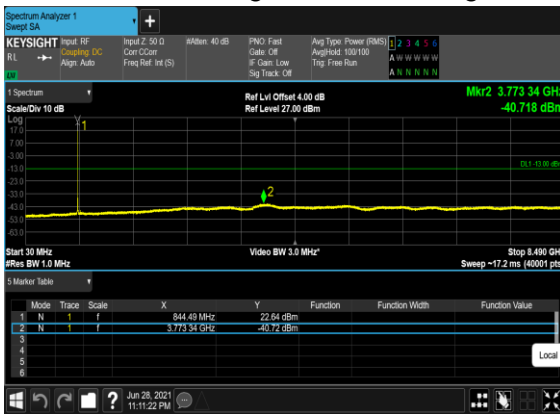 Spectrum Analyzer 1
Swept SA
KEYSIGHT Input: RF Input Z: 50 Ω #Atten: 40 dB PNO: Fast Avg Type: Power (RMS) 1 2 3 4 5 6
RL Coupling: DC Corr CCorr Gate: Off Avg|Hold: 100/100 A W W W W W
Align: Auto Freq Ref: Int (S) IF Gain: Low Trig: Free Run
Sig Track: Off A N N N N N
LV
1 Spectrum Ref Lvl Offset 4.00 dB Mkr2 3.773 34 GHz
Scale/Div 10 dB Ref Level 27.00 dBm -40.718 dBm
Log
17.0 1
7.00
-3.00
-13.0 DL1 -13.00 dBm
-23.0
-33.0 2
-43.0
-53.0
-63.0
Start 30 MHz Video BW 3.0 MHz* Stop 8.490 GHz
#Res BW 1.0 MHz Sweep ~17.2 ms (40001 pts)
5 Marker Table
Mode Trace Scale X Y Function Function Width Function Value
1 N 1 f 844.49 MHz 22.64 dBm
2 N 1 f 3.773 34 GHz -40.72 dBm
3
4
5
6
Local
? Jun 28, 2021
11:11:22 PM